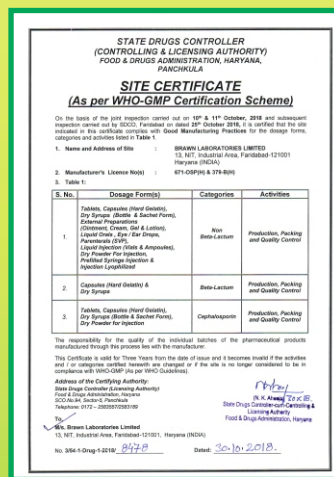 STATE DRUGS CONTROLLER
(CONTROLLING & LICENSING AUTHORITY)
FOOD & DRUGS ADMINISTRATION, HARYANA,
PANCHKULA
SITE CERTIFICATE
(As per WHO-GMP Certification Scheme)
On the basis of the joint inspection carried out on 10th & 11th October, 2018 and subsequent
inspection carried out by SDCO, Faridabad on dated 25th October, 2018, it is certified that the site
indicated in this certificate complies with Good Manufacturing Practices for the dosage forms,
categories and activities listed in Table 1.
1. Name and Address of Site : BRAWN LABORATORIES LIMITED
13, NIT, Industrial Area, Faridabad-121001
Haryana (INDIA)
2. Manufacturer's Licence No(s) : 671-OSP(H) & 379-B(H)
3. Table 1:
S. No. Dosage Form(s) Categories Activities
1. Tablets, Capsules (Hard Gelatin),
Dry Syrups (Bottle & Sachet Form),
External Preparations
(Ointment, Cream, Gel & Lotion),
Liquid Orals , Eye / Ear Drops,
Parenterals (SVP),
Liquid Injection (Vials & Ampoules),
Dry Powder For Injection,
Prefilled Syringe Injection &
Injection Lyophilized
Non
Beta-Lactum
Production, Packing
and Quality Control
2. Capsules (Hard Gelatin) &
Dry Syrups
Beta-Lactum
Production, Packing
and Quality Control
3. Tablets, Capsules (Hard Gelatin),
Dry Syrups (Bottle & Sachet Form),
Dry Powder for Injection
Cephalosporin
Production, Packing
and Quality Control
The responsibility for the quality of the individual batches of the pharmaceutical products
manufactured through this process lies with the manufacturer.
This Certificate is valid for Three Years from the date of issue and it becomes invalid if the activities
and / or categories certified herewith are changed or if the site is no longer considered to be in
compliance with WHO-GMP (As per WHO Guidelines).
Address of the Certifying Authority:
State Drugs Controller (Licensing Authority)
Food & Drugs Administration, Haryana
SCO.No.94, Sector-5, Panchkula
Telephone: 0172 –
(N. K. Ahooja)
State Drugs Controller-cum-Controlling &
Licensing Authority
Food & Drugs Administration, Haryana
To,
M/s. Brawn Laboratories Limited
13, NIT, Industrial Area, Faridabad-121001, Haryana (INDIA)
No. 3/64-1-Drug-1-2018/ 8478 Dated: 30.10.2018.